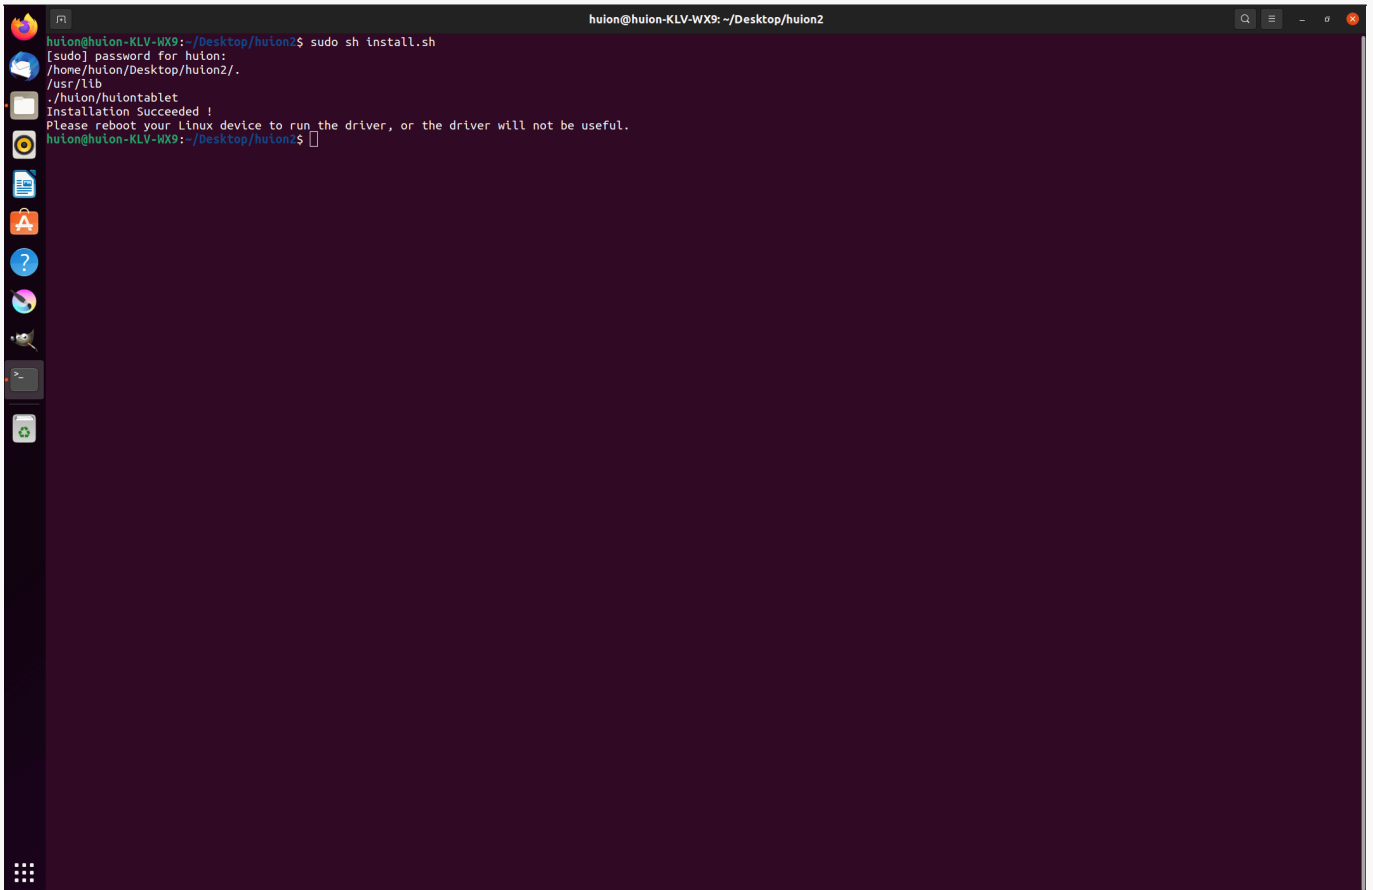 huion@huion-KLV-WX9: ~/Desktop/huion2
huion@huion-KLV-WX9:~/Desktop/huion2$ sudo sh install.sh
[sudo] password for huion:
/home/huion/Desktop/huion2/.
/usr/lib
./huion/huiontablet
Installation Succeeded !
Please reboot your Linux device to run the driver, or the driver will not be useful.
huion@huion-KLV-WX9:~/Desktop/huion2$